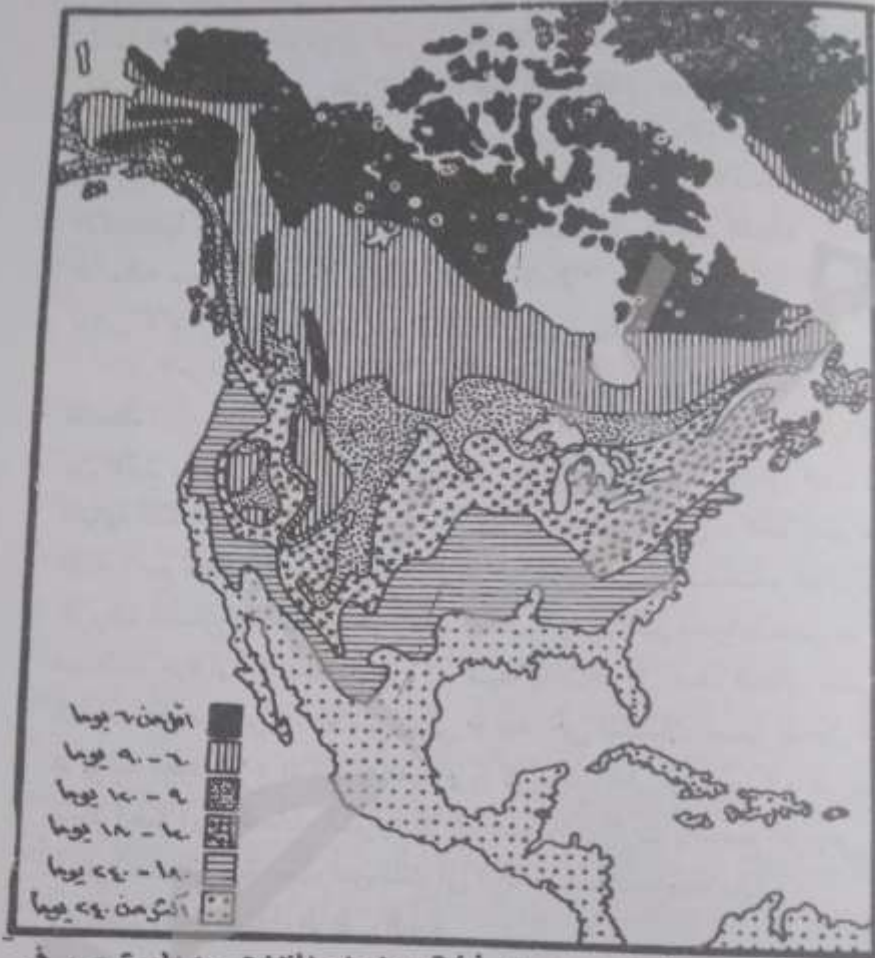 أقل من ٦٠ يوما
٦٠ - ٩٠ يوما
٩٠ - ١٢٠ يوما
١٢٠ - ١٨٠ يوما
١٨٠ - ٢٤٠ يوما
أكثر من ٢٤٠ يوما